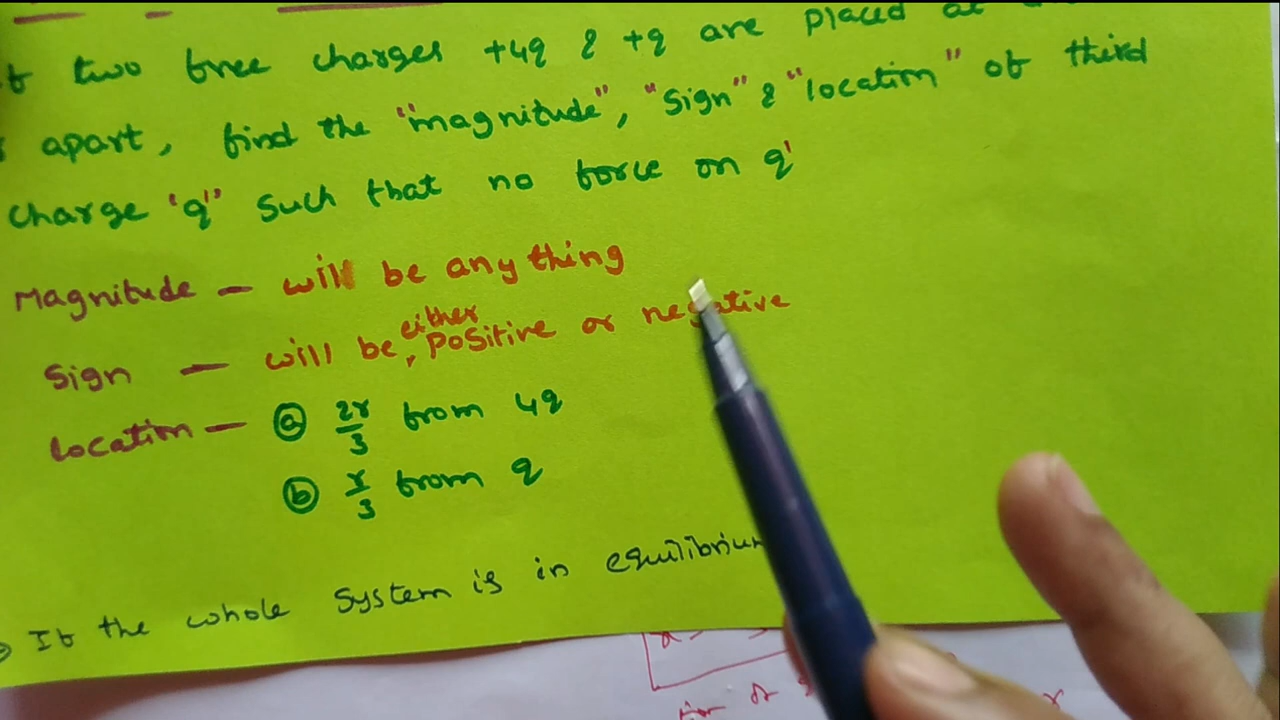 two free charges +4q & +q are placed at
apart, find the "magnitude", "sign" & "location" of third
charge 'q'' such that no force on q'
Magnitude – will be anything
Sign – will be, either positive or negative
Location – ⓐ 2r/3 from 4q
ⓑ r/3 from q
If the whole system is in equilibrium